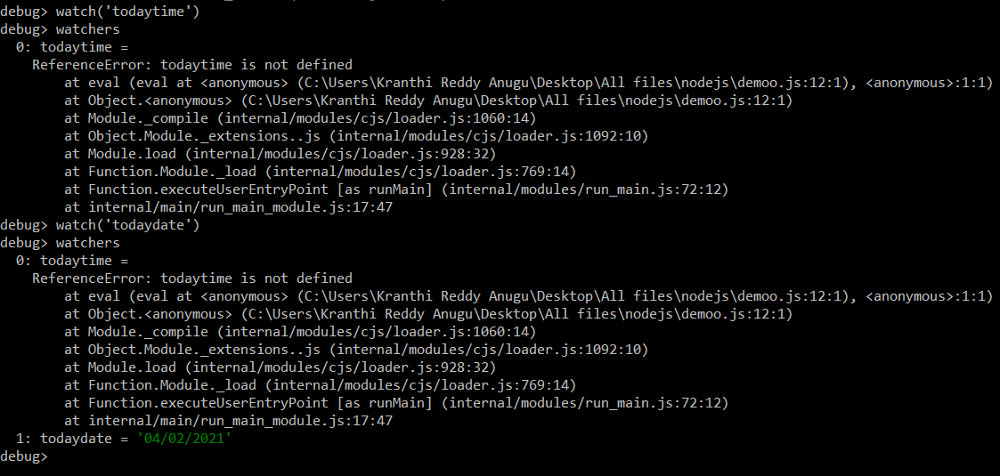 debug> watch('todaytime')
debug> watchers
  0: todaytime =
    ReferenceError: todaytime is not defined
        at eval (eval at <anonymous> (C:\Users\Kranthi Reddy Anugu\Desktop\All files\nodejs\demoo.js:12:1), <anonymous>:1:1)
        at Object.<anonymous> (C:\Users\Kranthi Reddy Anugu\Desktop\All files\nodejs\demoo.js:12:1)
        at Module._compile (internal/modules/cjs/loader.js:1060:14)
        at Object.Module._extensions..js (internal/modules/cjs/loader.js:1092:10)
        at Module.load (internal/modules/cjs/loader.js:928:32)
        at Function.Module._load (internal/modules/cjs/loader.js:769:14)
        at Function.executeUserEntryPoint [as runMain] (internal/modules/run_main.js:72:12)
        at internal/main/run_main_module.js:17:47
debug> watch('todaydate')
debug> watchers
  0: todaytime =
    ReferenceError: todaytime is not defined
        at eval (eval at <anonymous> (C:\Users\Kranthi Reddy Anugu\Desktop\All files\nodejs\demoo.js:12:1), <anonymous>:1:1)
        at Object.<anonymous> (C:\Users\Kranthi Reddy Anugu\Desktop\All files\nodejs\demoo.js:12:1)
        at Module._compile (internal/modules/cjs/loader.js:1060:14)
        at Object.Module._extensions..js (internal/modules/cjs/loader.js:1092:10)
        at Module.load (internal/modules/cjs/loader.js:928:32)
        at Function.Module._load (internal/modules/cjs/loader.js:769:14)
        at Function.executeUserEntryPoint [as runMain] (internal/modules/run_main.js:72:12)
        at internal/main/run_main_module.js:17:47
  1: todaydate = '04/02/2021'
debug>